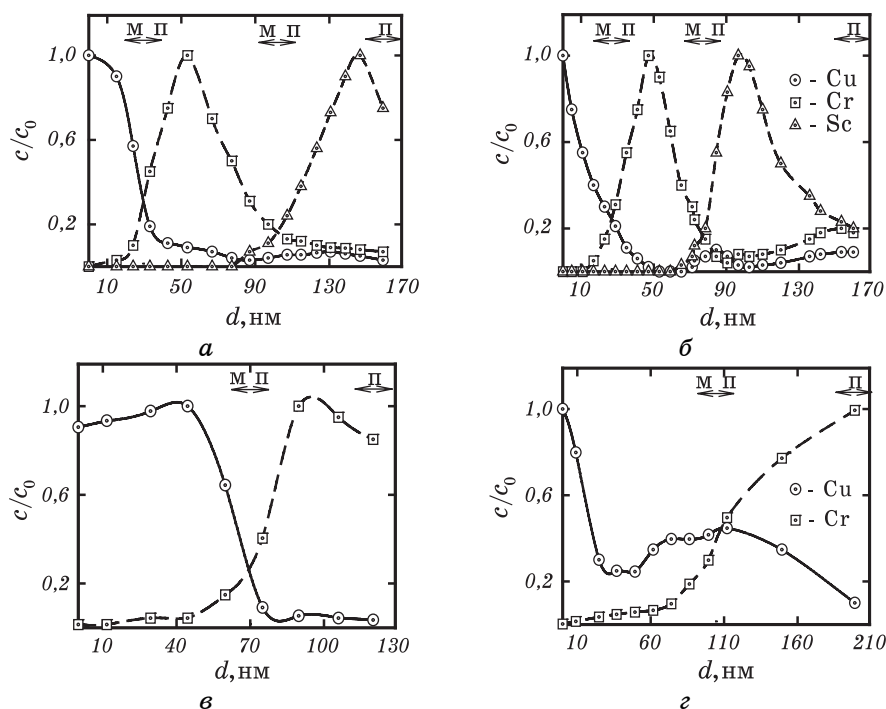 М П М П П
1,0
0,6
0,2
c/c0
10 50 90 130 170
d, нм
а
М П М П П
1,0
0,6
0,2
c/c0
- Cu
- Cr
- Sc
10 50 90 130 170
d, нм
б
М П П
1,0
0,6
0,2
c/c0
10 40 70 100 130
d, нм
в
М П П
1,0
0,6
0,2
c/c0
- Cu
- Cr
10 60 110 160 210
d, нм
г